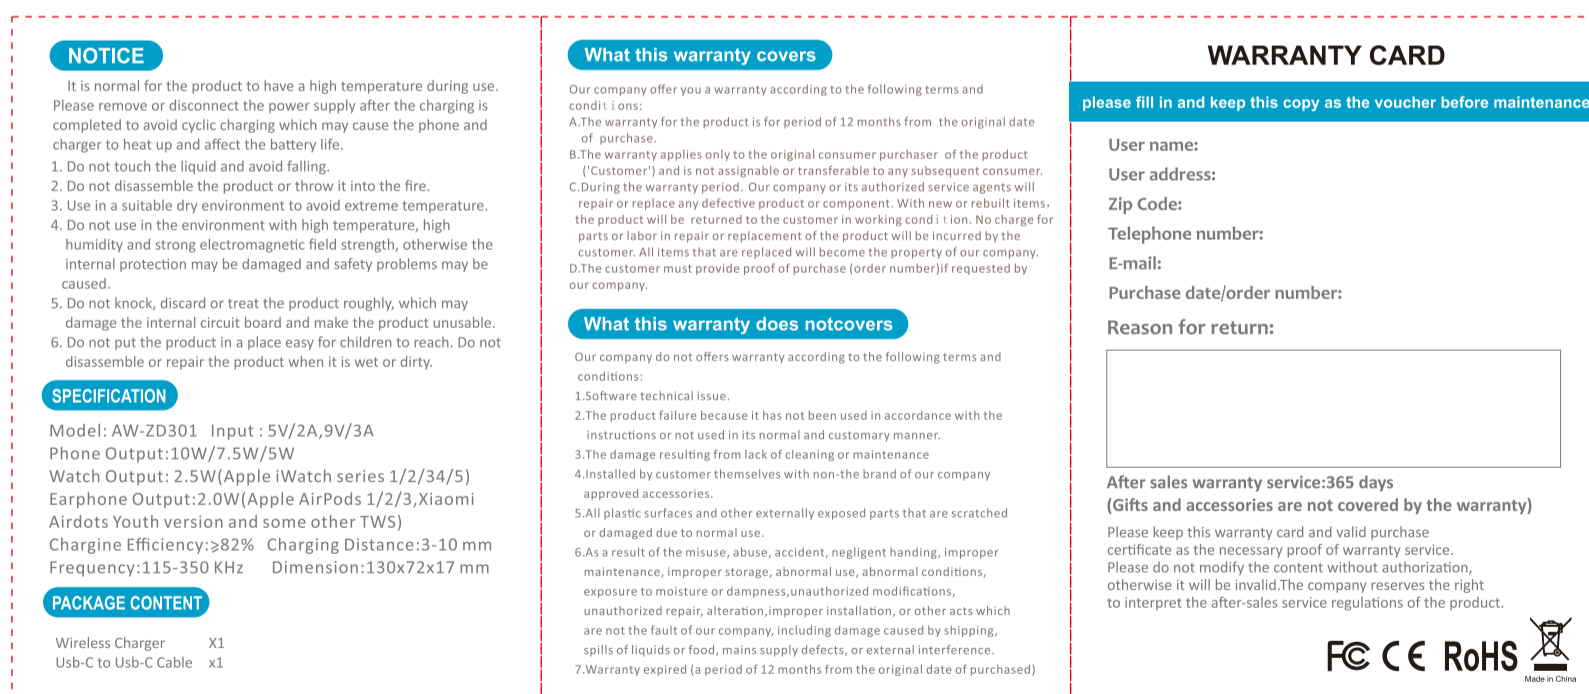 NOTICE
It is normal for the product to have a high temperature during use.
Please remove or disconnect the power supply after the charging is
completed to avoid cyclic charging which may cause the phone and
charger to heat up and affect the battery life.
1. Do not touch the liquid and avoid falling.
2. Do not disassemble the product or throw it into the fire.
3. Use in a suitable dry environment to avoid extreme temperature.
4. Do not use in the environment with high temperature, high
humidity and strong electromagnetic field strength, otherwise the
internal protection may be damaged and safety problems may be
caused.
5. Do not knock, discard or treat the product roughly, which may
damage the internal circuit board and make the product unusable.
6. Do not put the product in a place easy for children to reach. Do not
disassemble or repair the product when it is wet or dirty.
SPECIFICATION
Model: AW-ZD301 Input : 5V/2A,9V/3A
Phone Output:10W/7.5W/5W
Watch Output: 2.5W(Apple iWatch series 1/2/34/5)
Earphone Output:2.0W(Apple AirPods 1/2/3,Xiaomi
Airdots Youth version and some other TWS)
Chargine Efficiency:⩾82% Charging Distance:3-10 mm
Frequency:115-350 KHz Dimension:130x72x17 mm
PACKAGE CONTENT
Wireless Charger X1
Usb-C to Usb-C Cable x1
What this warranty covers
Our company offer you a warranty according to the following terms and
conditions:
A.The warranty for the product is for period of 12 months from the original date
of purchase.
B.The warranty applies only to the original consumer purchaser of the product
('Customer') and is not assignable or transferable to any subsequent consumer.
C.During the warranty period. Our company or its authorized service agents will
repair or replace any defective product or component. With new or rebuilt items,
the product will be returned to the customer in working condition. No charge for
parts or labor in repair or replacement of the product will be incurred by the
customer. All items that are replaced will become the property of our company.
D.The customer must provide proof of purchase (order number)if requested by
our company.
What this warranty does notcovers
Our company do not offers warranty according to the following terms and
conditions:
1.Software technical issue.
2.The product failure because it has not been used in accordance with the
instructions or not used in its normal and customary manner.
3.The damage resulting from lack of cleaning or maintenance
4.Installed by customer themselves with non-the brand of our company
approved accessories.
5.All plastic surfaces and other externally exposed parts that are scratched
or damaged due to normal use.
6.As a result of the misuse, abuse, accident, negligent handing, improper
maintenance, improper storage, abnormal use, abnormal conditions,
exposure to moisture or dampness,unauthorized modifications,
unauthorized repair, alteration,improper installation, or other acts which
are not the fault of our company, including damage caused by shipping,
spills of liquids or food, mains supply defects, or external interference.
7.Warranty expired (a period of 12 months from the original date of purchased)
WARRANTY CARD
please fill in and keep this copy as the voucher before maintenance
User name:
User address:
Zip Code:
Telephone number:
E-mail:
Purchase date/order number:
Reason for return:
After sales warranty service:365 days
(Gifts and accessories are not covered by the warranty)
Please keep this warranty card and valid purchase
certificate as the necessary proof of warranty service.
Please do not modify the content without authorization,
otherwise it will be invalid.The company reserves the right
to interpret the after-sales service regulations of the product.
FC CE RoHS
Made in China